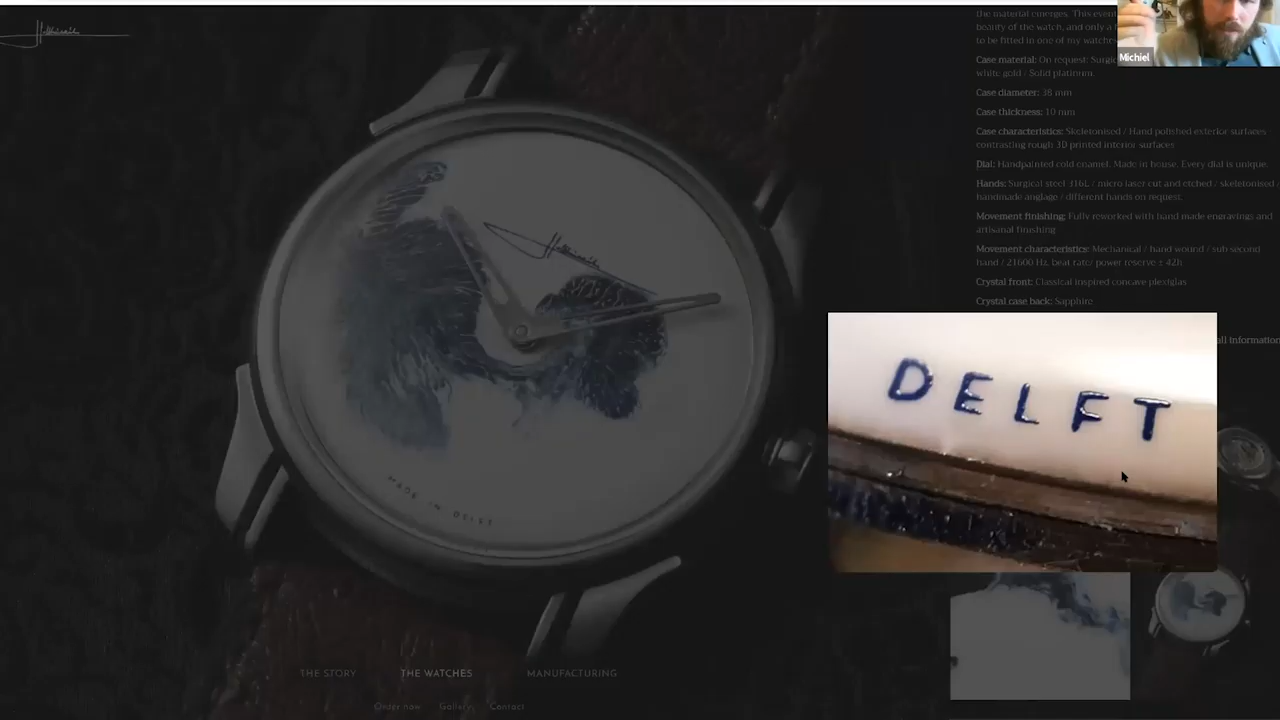 the material emerges. This event
beauty of the watch, and only a
to be fitted in one of my watches
Case material: On request: Surgic
white gold / Solid platinum
Case diameter: 38 mm
Case thickness: 10 mm
Case characteristics: Skeletonised / Hand polished exterior surfaces
contrasting rough 3D printed interior surfaces
Dial: Handpainted cold enamel. Made in house. Every dial is unique.
Hands: Surgical steel 316L / micro laser cut and etched / skeletonised /
handmade anglage / different hands on request.
Movement finishing: Fully reworked with hand made engravings and
artisanal finishing
Movement characteristics: Mechanical / hand wound / sub second
hand / 21600 Hz. beat rate/ power reserve ± 42h
Crystal front: Classical inspired concave plexiglas
Crystal case back: Sapphire
all information
Michiel
DELFT
MADE IN DELFT
THE STORY THE WATCHES MANUFACTURING
Order now Gallery Contact